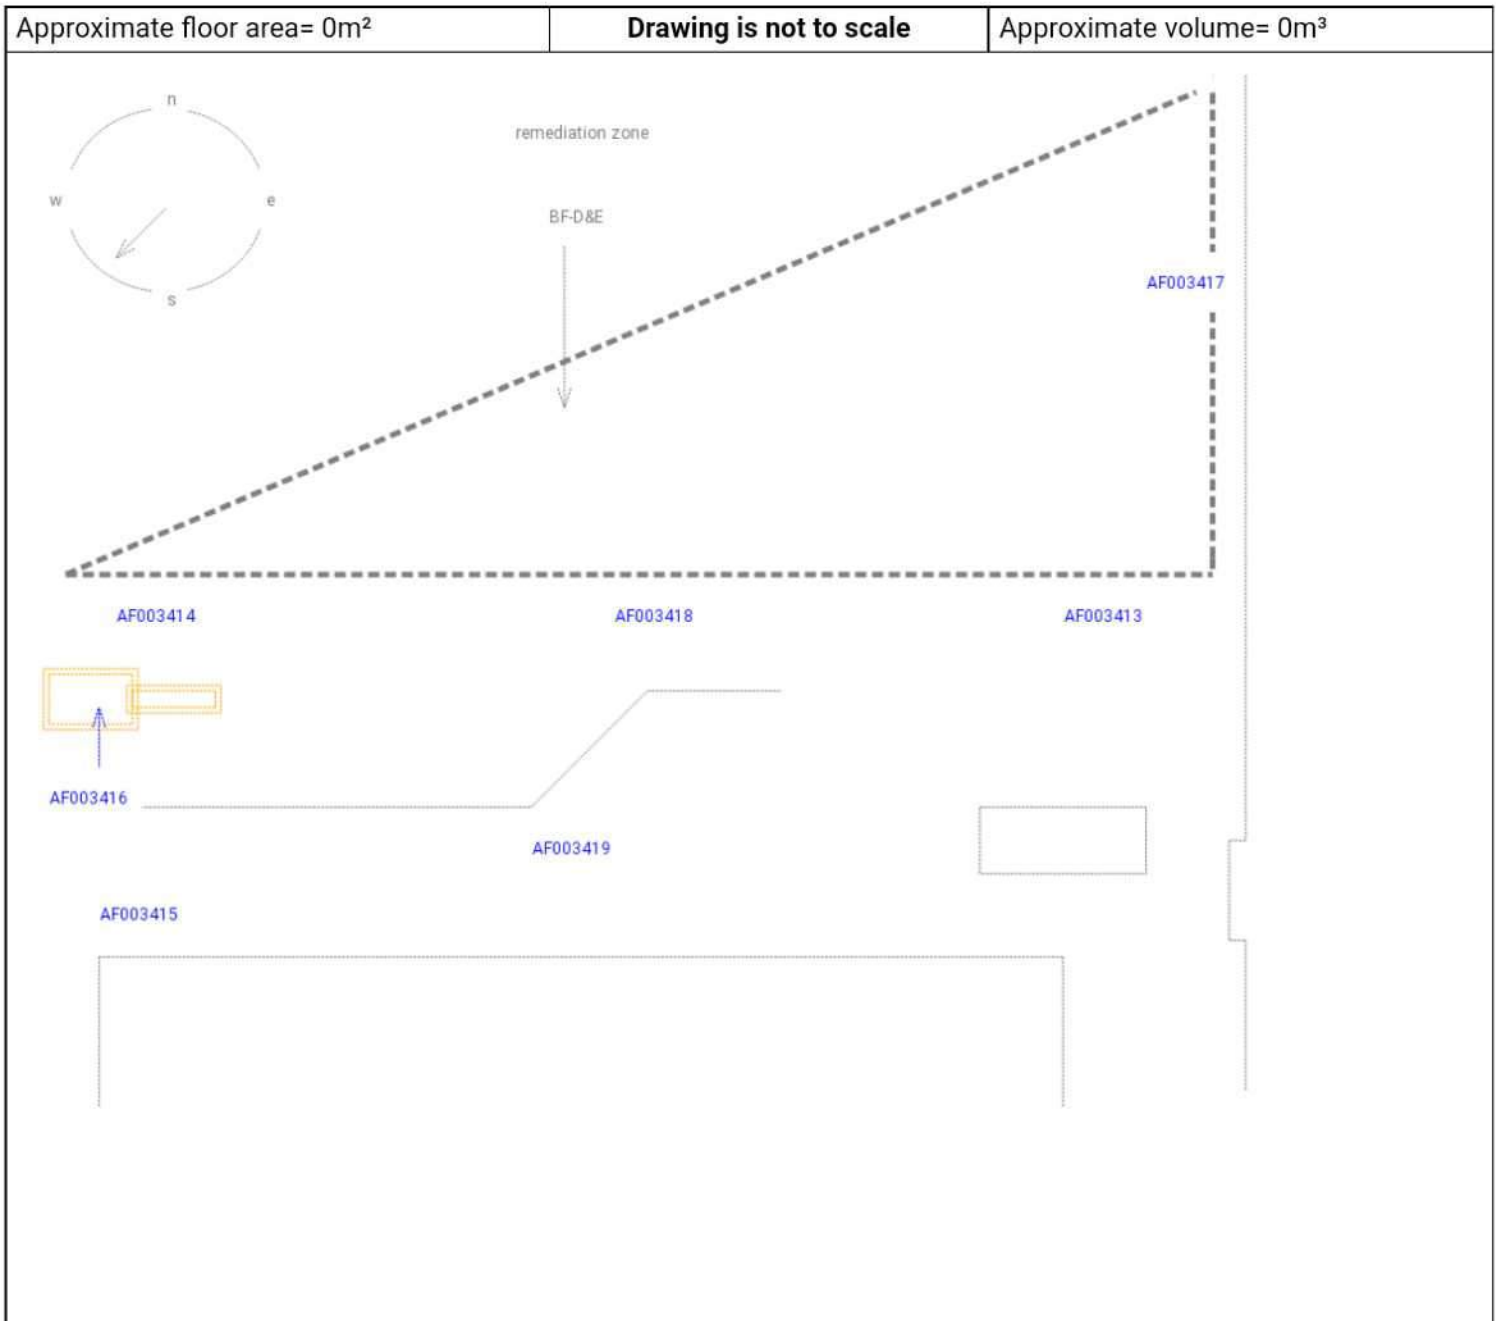 Approximate floor area= 0m²
Drawing is not to scale
Approximate volume= 0m³
n
w
e
s
remediation zone
BF-D&E
AF003417
AF003414
AF003418
AF003413
AF003416
AF003419
AF003415